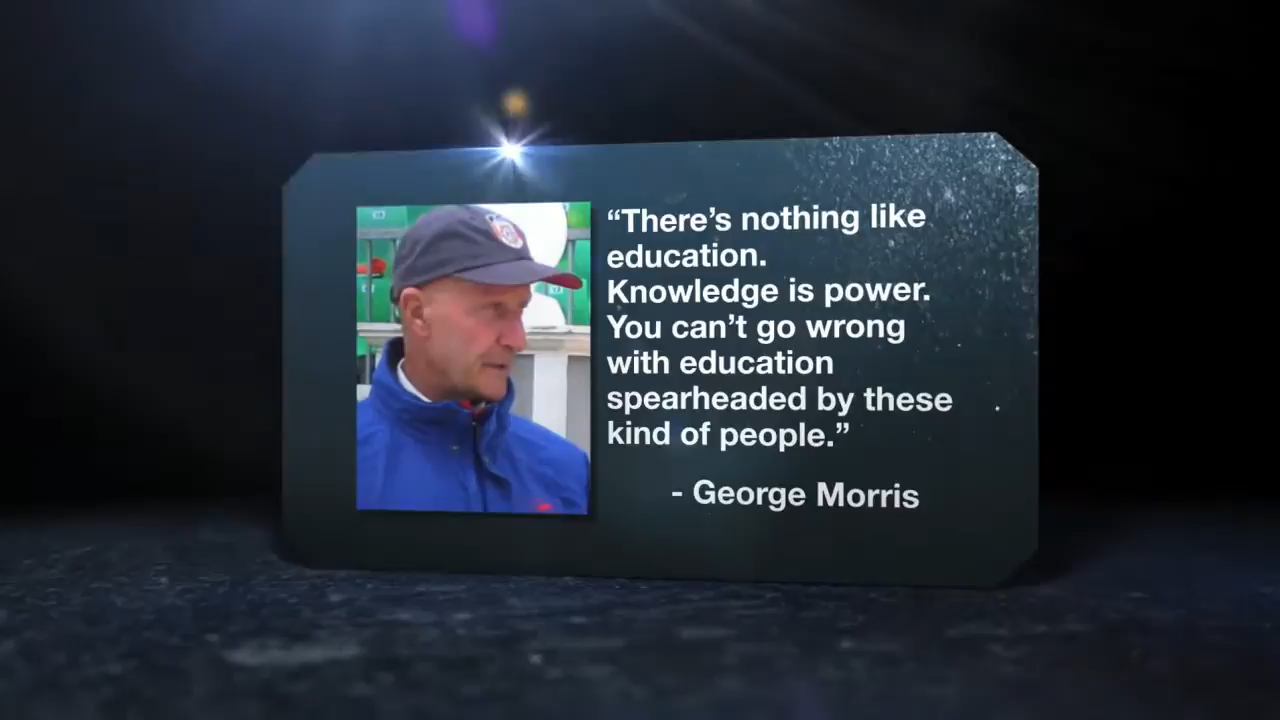 “There’s nothing like
education.
Knowledge is power.
You can’t go wrong
with education
spearheaded by these
kind of people.”
- George Morris